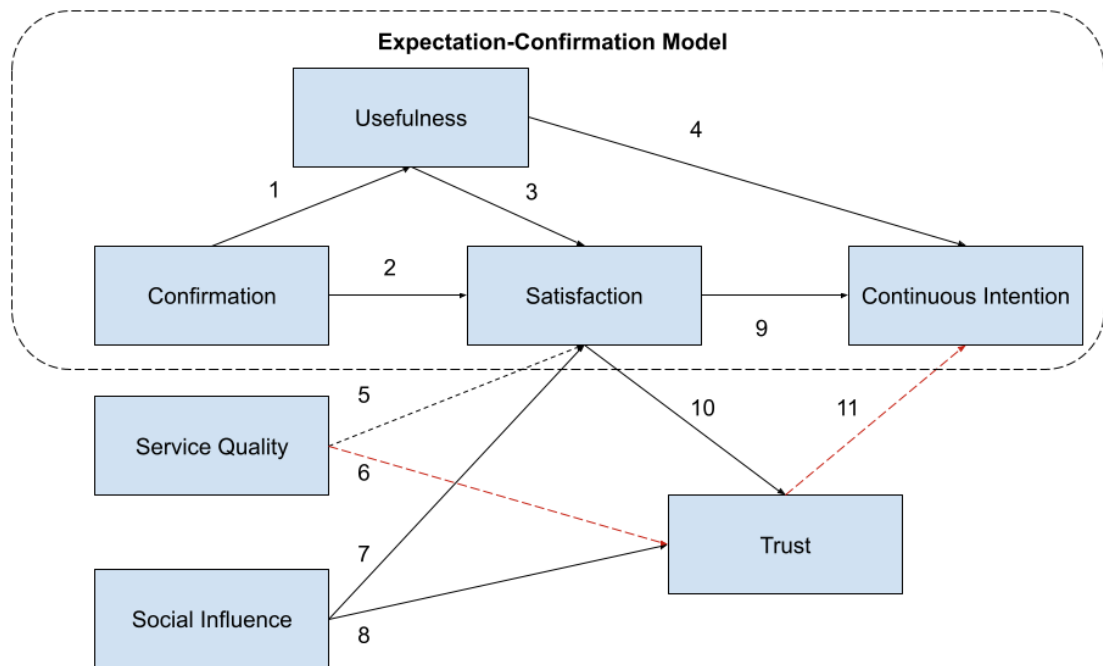 Expectation-Confirmation Model
Usefulness
4
1
3
Confirmation
2
Satisfaction
Continuous Intention
9
5
10
11
Service Quality
6
Trust
7
Social Influence
8